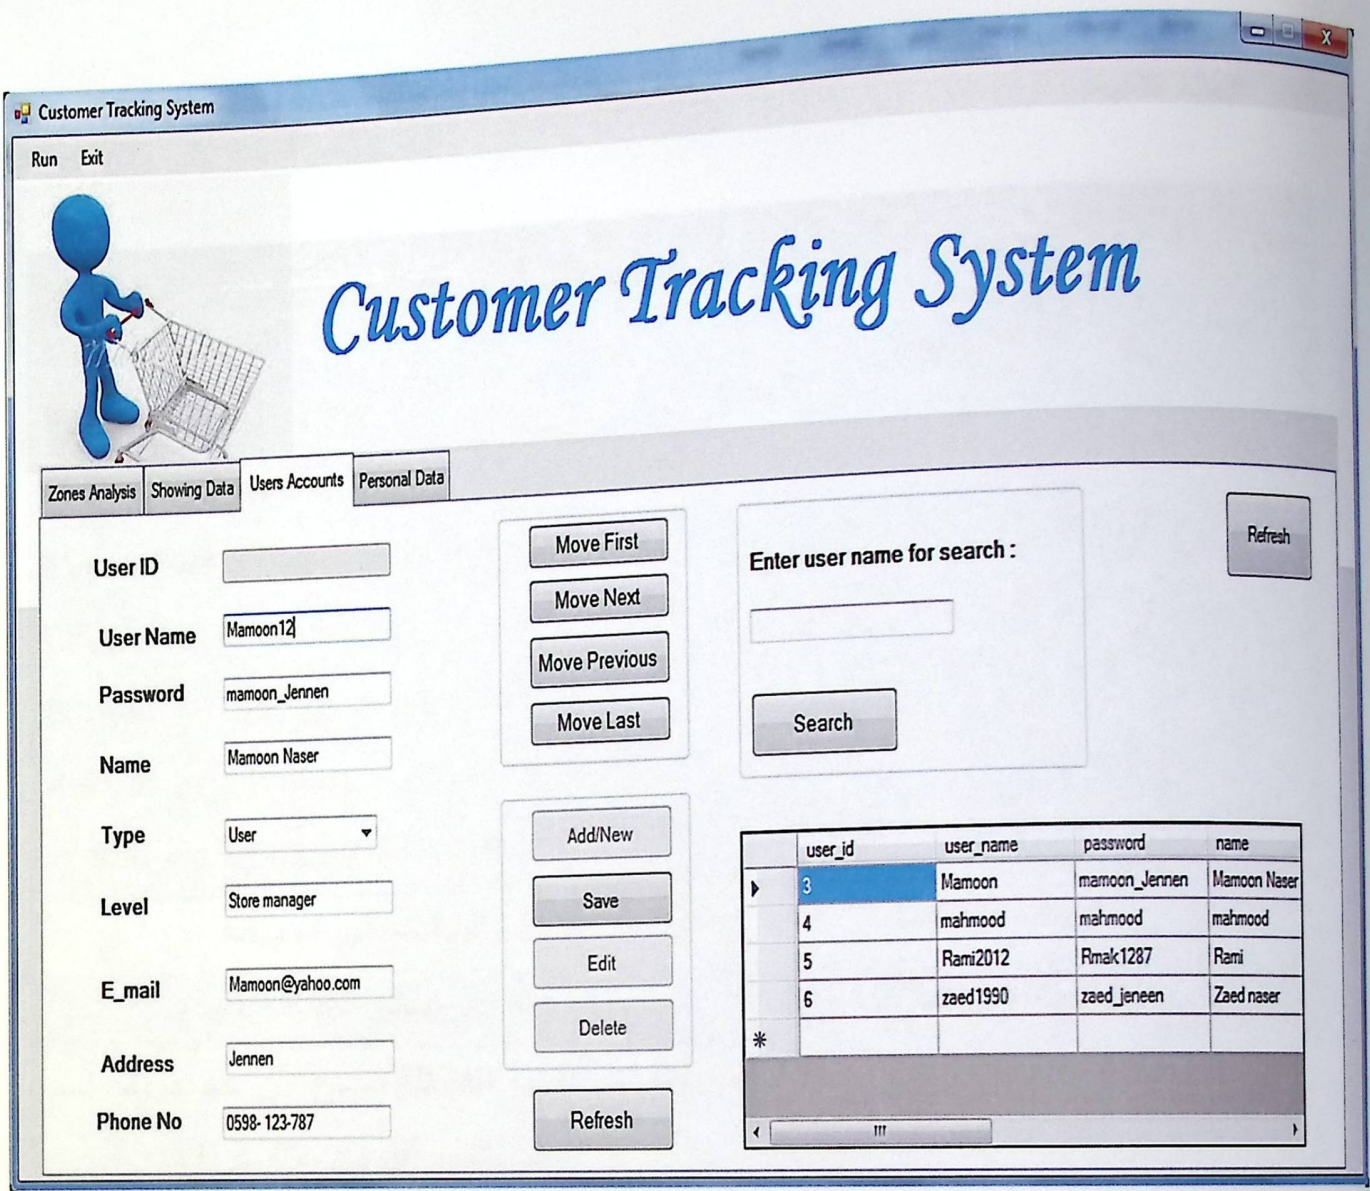 Customer Tracking System
Run Exit
Customer Tracking System
Zones Analysis Showing Data Users Accounts Personal Data
User ID
User Name Mamoon12
Password mamoon_Jennen
Name Mamoon Naser
Type User
Level Store manager
E_mail Mamoon@yahoo.com
Address Jennen
Phone No 0598-123-787
Move First
Move Next
Move Previous
Move Last
Add/New
Save
Edit
Delete
Refresh
Enter user name for search :
Search
Refresh
user_id user_name password name
3 Mamoon mamoon_Jennen Mamoon Naser
4 mahmood mahmood mahmood
5 Rami2012 Rmak1287 Rami
6 zaed1990 zaed_jeneen Zaed naser